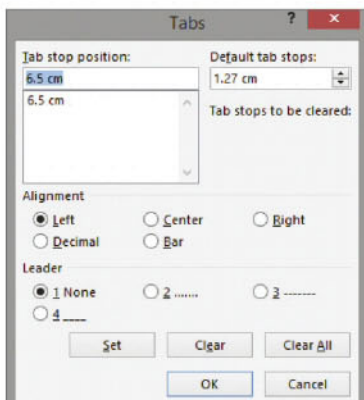 Tabs ? ×
Tab stop position: Default tab stops:
6.5 cm 1.27 cm
6.5 cm
Tab stops to be cleared:
Alignment
Left Center Right
Decimal Bar
Leader
1 None 2 ....... 3 -------
4 ____
Set Clear Clear All
OK Cancel